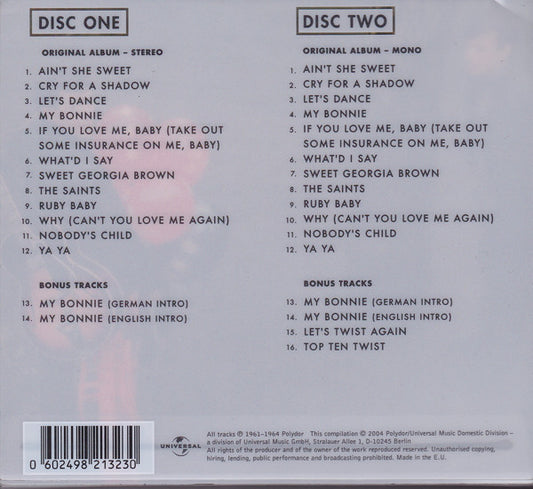 DISC ONE
ORIGINAL ALBUM – STEREO
1. AIN'T SHE SWEET
2. CRY FOR A SHADOW
3. LET'S DANCE
4. MY BONNIE
5. IF YOU LOVE ME, BABY (TAKE OUT
SOME INSURANCE ON ME, BABY)
6. WHAT'D I SAY
7. SWEET GEORGIA BROWN
8. THE SAINTS
9. RUBY BABY
10. WHY (CAN'T YOU LOVE ME AGAIN)
11. NOBODY'S CHILD
12. YA YA
BONUS TRACKS
13. MY BONNIE (GERMAN INTRO)
14. MY BONNIE (ENGLISH INTRO)
DISC TWO
ORIGINAL ALBUM – MONO
1. AIN'T SHE SWEET
2. CRY FOR A SHADOW
3. LET'S DANCE
4. MY BONNIE
5. IF YOU LOVE ME, BABY (TAKE OUT
SOME INSURANCE ON ME, BABY)
6. WHAT'D I SAY
7. SWEET GEORGIA BROWN
8. THE SAINTS
9. RUBY BABY
10. WHY (CAN'T YOU LOVE ME AGAIN)
11. NOBODY'S CHILD
12. YA YA
BONUS TRACKS
13. MY BONNIE (GERMAN INTRO)
14. MY BONNIE (ENGLISH INTRO)
15. LET'S TWIST AGAIN
16. TOP TEN TWIST
0 602498 213230
UNIVERSAL
All tracks ℗ 1961–1964 Polydor This compilation © 2004 Polydor/Universal Music Domestic Division –
a division of Universal Music GmbH, Stralauer Allee 1, D-10245 Berlin
All rights of the producer and of the owner of the work reproduced reserved. Unauthorised copying,
hiring, lending, public performance and broadcasting prohibited. Made in the E.U.